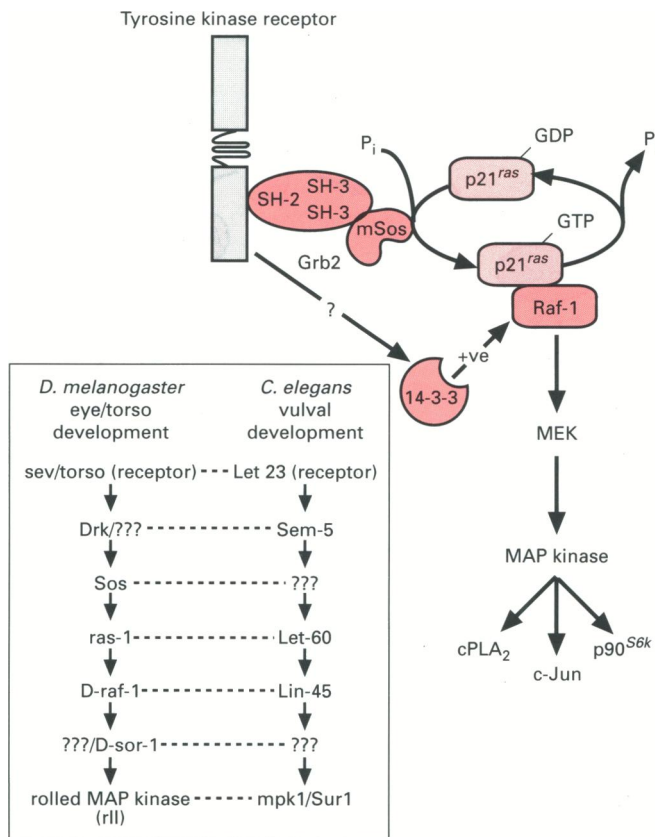 Tyrosine kinase receptor
SH-2
SH-3
SH-3
mSos
Grb2
Pi
GDP
p21ras
P
GTP
p21ras
Raf-1
?
+ve
14-3-3
MEK
MAP kinase
cPLA2
c-Jun
p90S6k
D. melanogaster
eye/torso
development
C. elegans
vulval
development
sev/torso (receptor) Let 23 (receptor)
Drk/??? Sem-5
Sos ???
ras-1 Let-60
D-raf-1 Lin-45
???/D-sor-1 ???
rolled MAP kinase mpk1/Sur1
(rII)